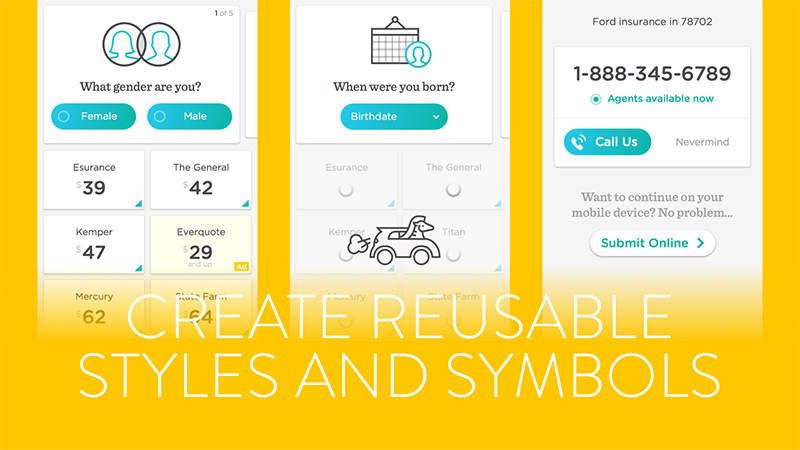 1 of 5
What gender are you?
Female
Male
Esurance
The General
$39
$42
Kemper
Everquote
$47
$29
and up
Ad
Mercury
State Farm
$62
$64
When were you born?
Birthdate
Esurance
The General
Kemper
Titan
Mercury
State Farm
Ford insurance in 78702
1-888-345-6789
Agents available now
Call Us
Nevermind
Want to continue on your
mobile device? No problem...
Submit Online
CREATE REUSABLE
STYLES AND SYMBOLS